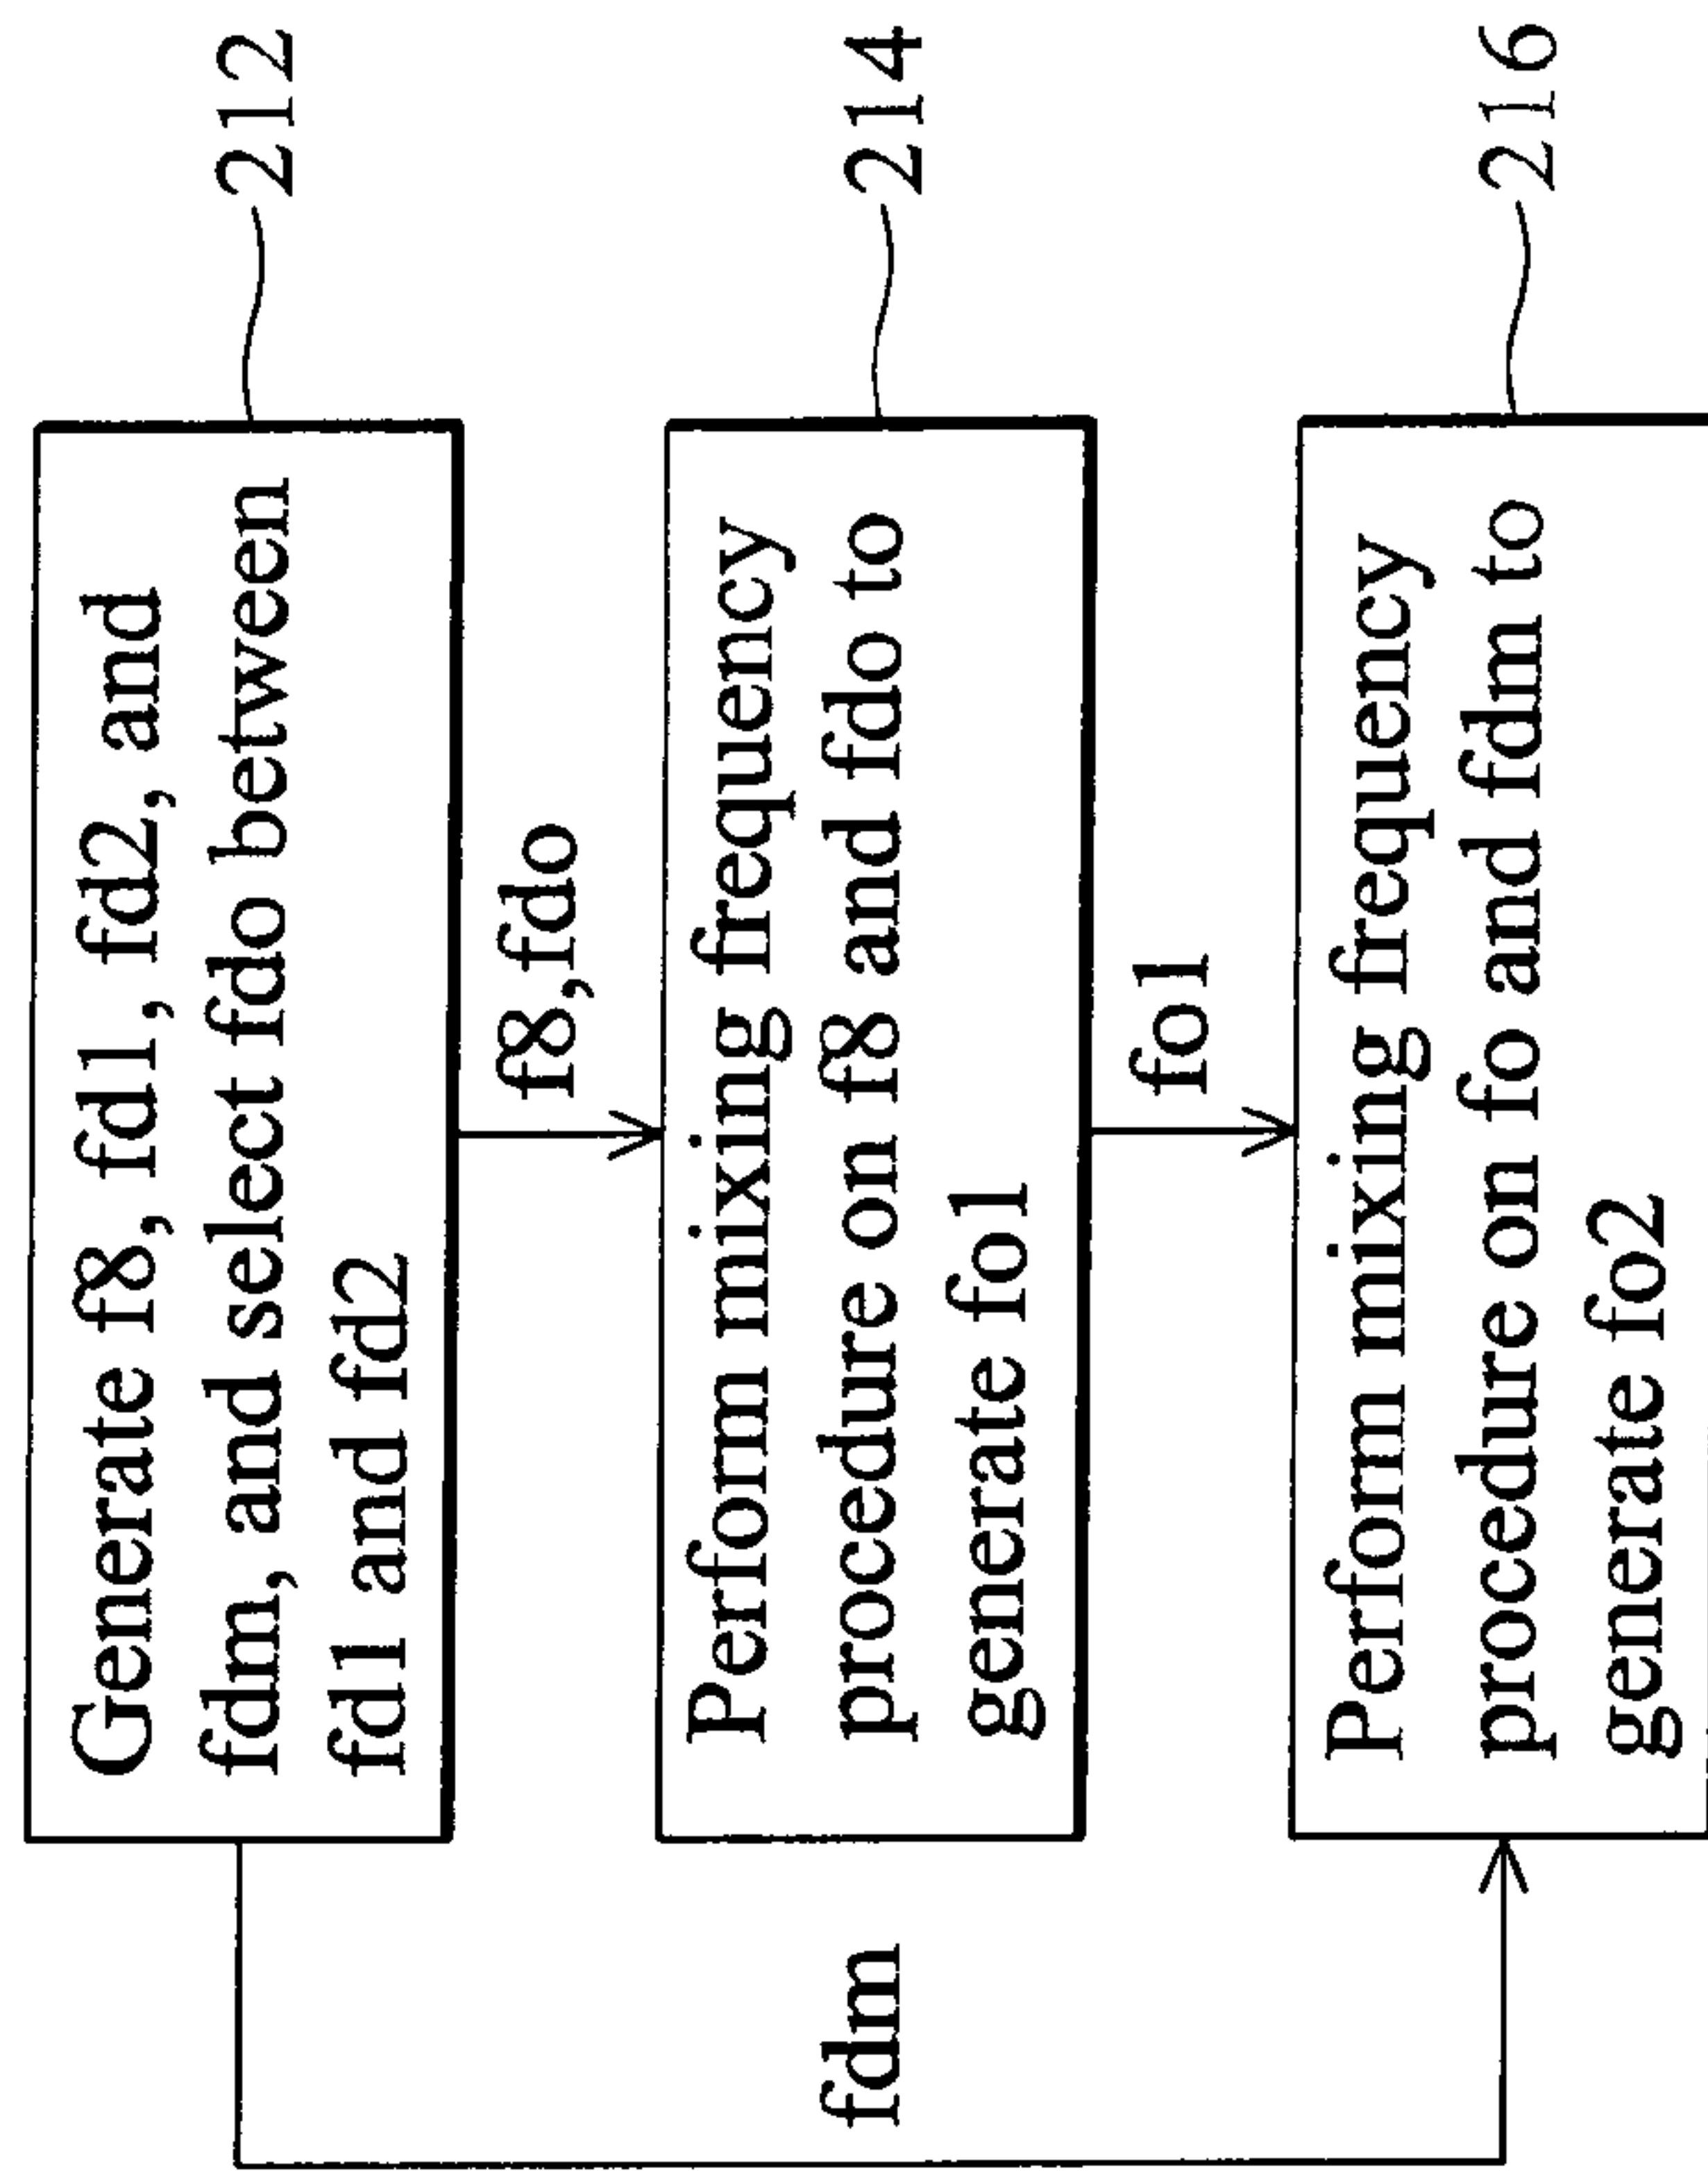 Generate f8, fd1, fd2, and
fdm, and select fdo between
fd1 and fd2
212
f8,fdo
Perform mixing frequency
procedure on f8 and fdo to
generate fo1
214
fdm
fo1
Perform mixing frequency
procedure on fo and fdm to
generate fo2
216